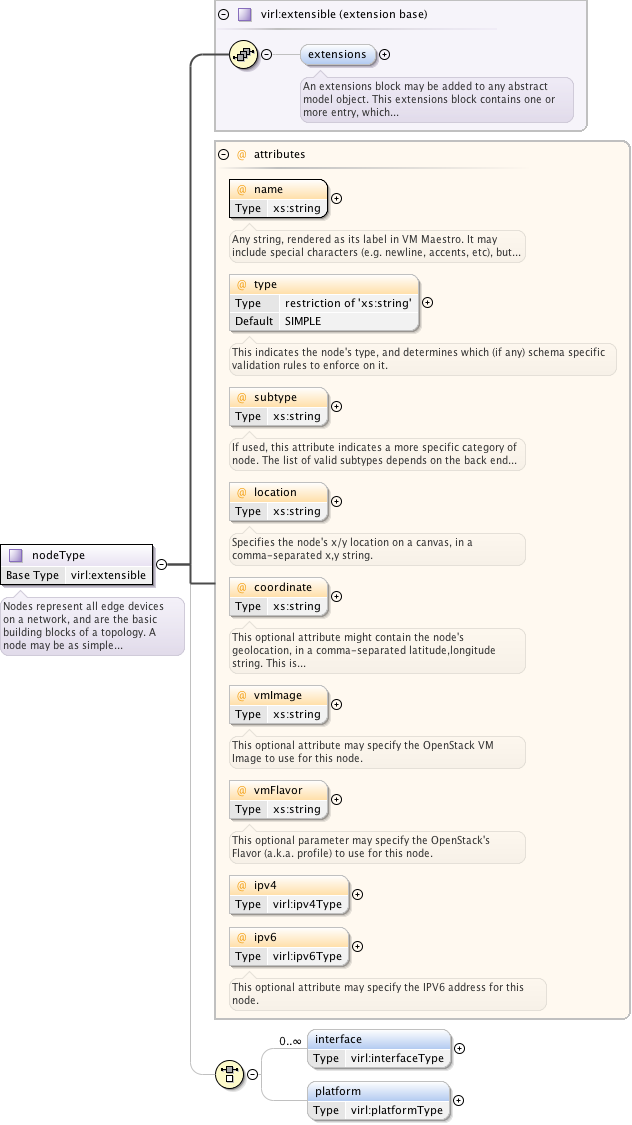 virl:extensible (extension base)
extensions
An extensions block may be added to any abstract
model object. This extensions block contains one or
more entry, which...
@ attributes
@ name
Type xs:string
Any string, rendered as its label in VM Maestro. It may
include special characters (e.g. newline, accents, etc), but...
@ type
Type restriction of 'xs:string'
Default SIMPLE
This indicates the node's type, and determines which (if any) schema specific
validation rules to enforce on it.
@ subtype
Type xs:string
If used, this attribute indicates a more specific category of
node. The list of valid subtypes depends on the back end...
@ location
Type xs:string
Specifies the node's x/y location on a canvas, in a
comma-separated x,y string.
nodeType
Base Type virl:extensible
Nodes represent all edge devices
on a network, and are the basic
building blocks of a topology. A
node may be as simple...
@ coordinate
Type xs:string
This optional attribute might contain the node's
geolocation, in a comma-separated latitude,longitude
string. This is...
@ vmImage
Type xs:string
This optional attribute may specify the OpenStack VM
Image to use for this node.
@ vmFlavor
Type xs:string
This optional parameter may specify the OpenStack's
Flavor (a.k.a. profile) to use for this node.
@ ipv4
Type virl:ipv4Type
@ ipv6
Type virl:ipv6Type
This optional attribute may specify the IPV6 address for this
node.
0..∞
interface
Type virl:interfaceType
platform
Type virl:platformType